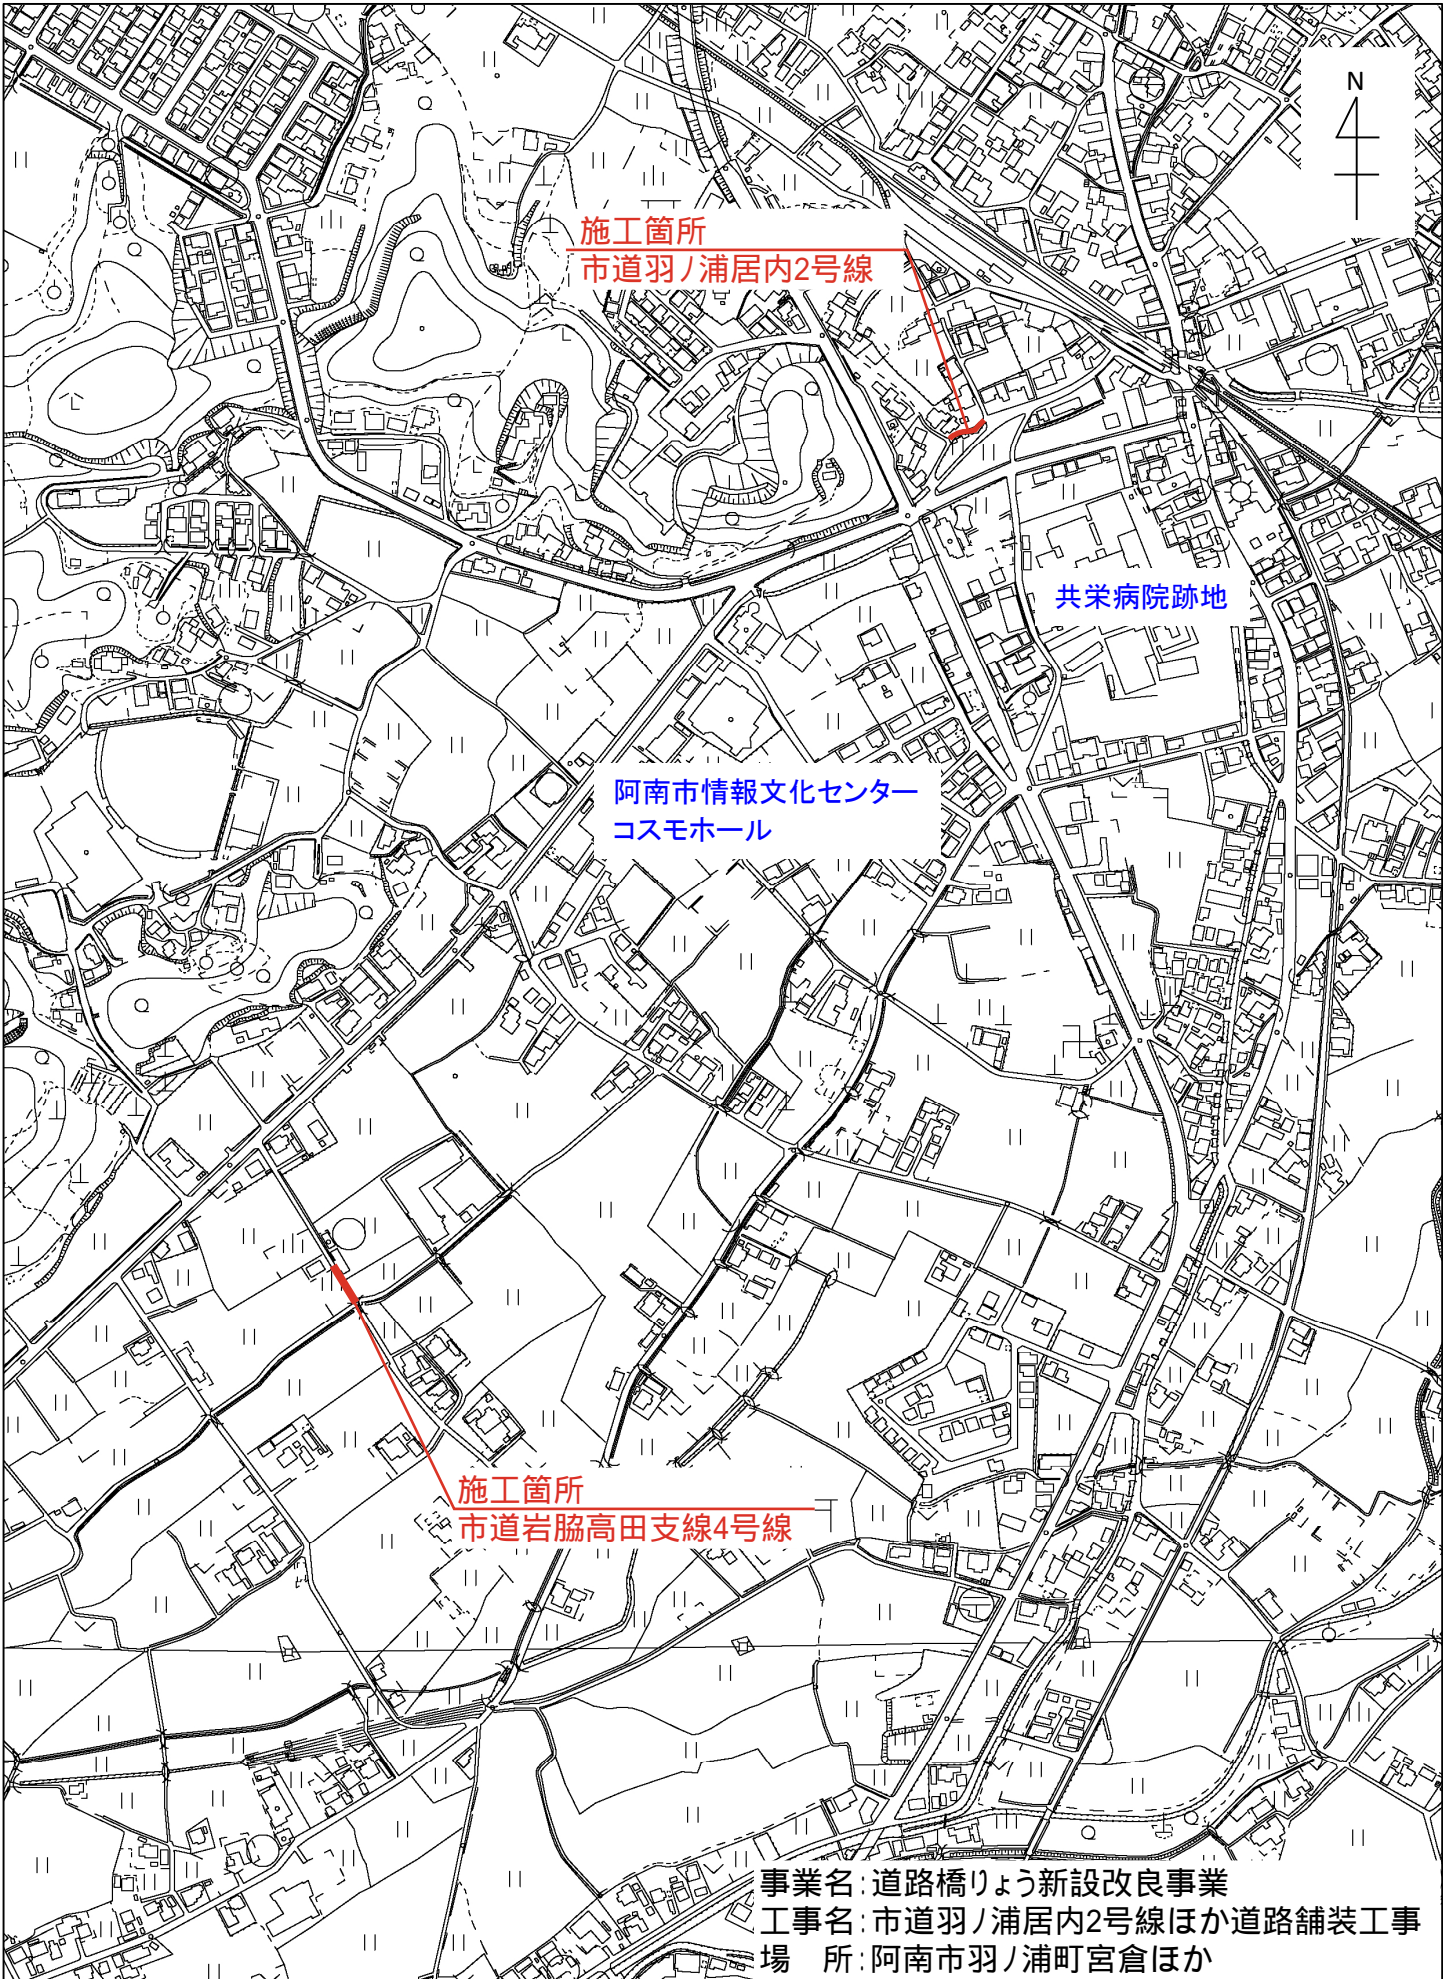 N
施工箇所
市道羽ノ浦居内2号線
共栄病院跡地
阿南市情報文化センター
コスモホール
施工箇所
市道岩脇高田支線4号線
事業名:道路橋りょう新設改良事業
工事名:市道羽ノ浦居内2号線ほか道路舗装工事
場　所:阿南市羽ノ浦町宮倉ほか